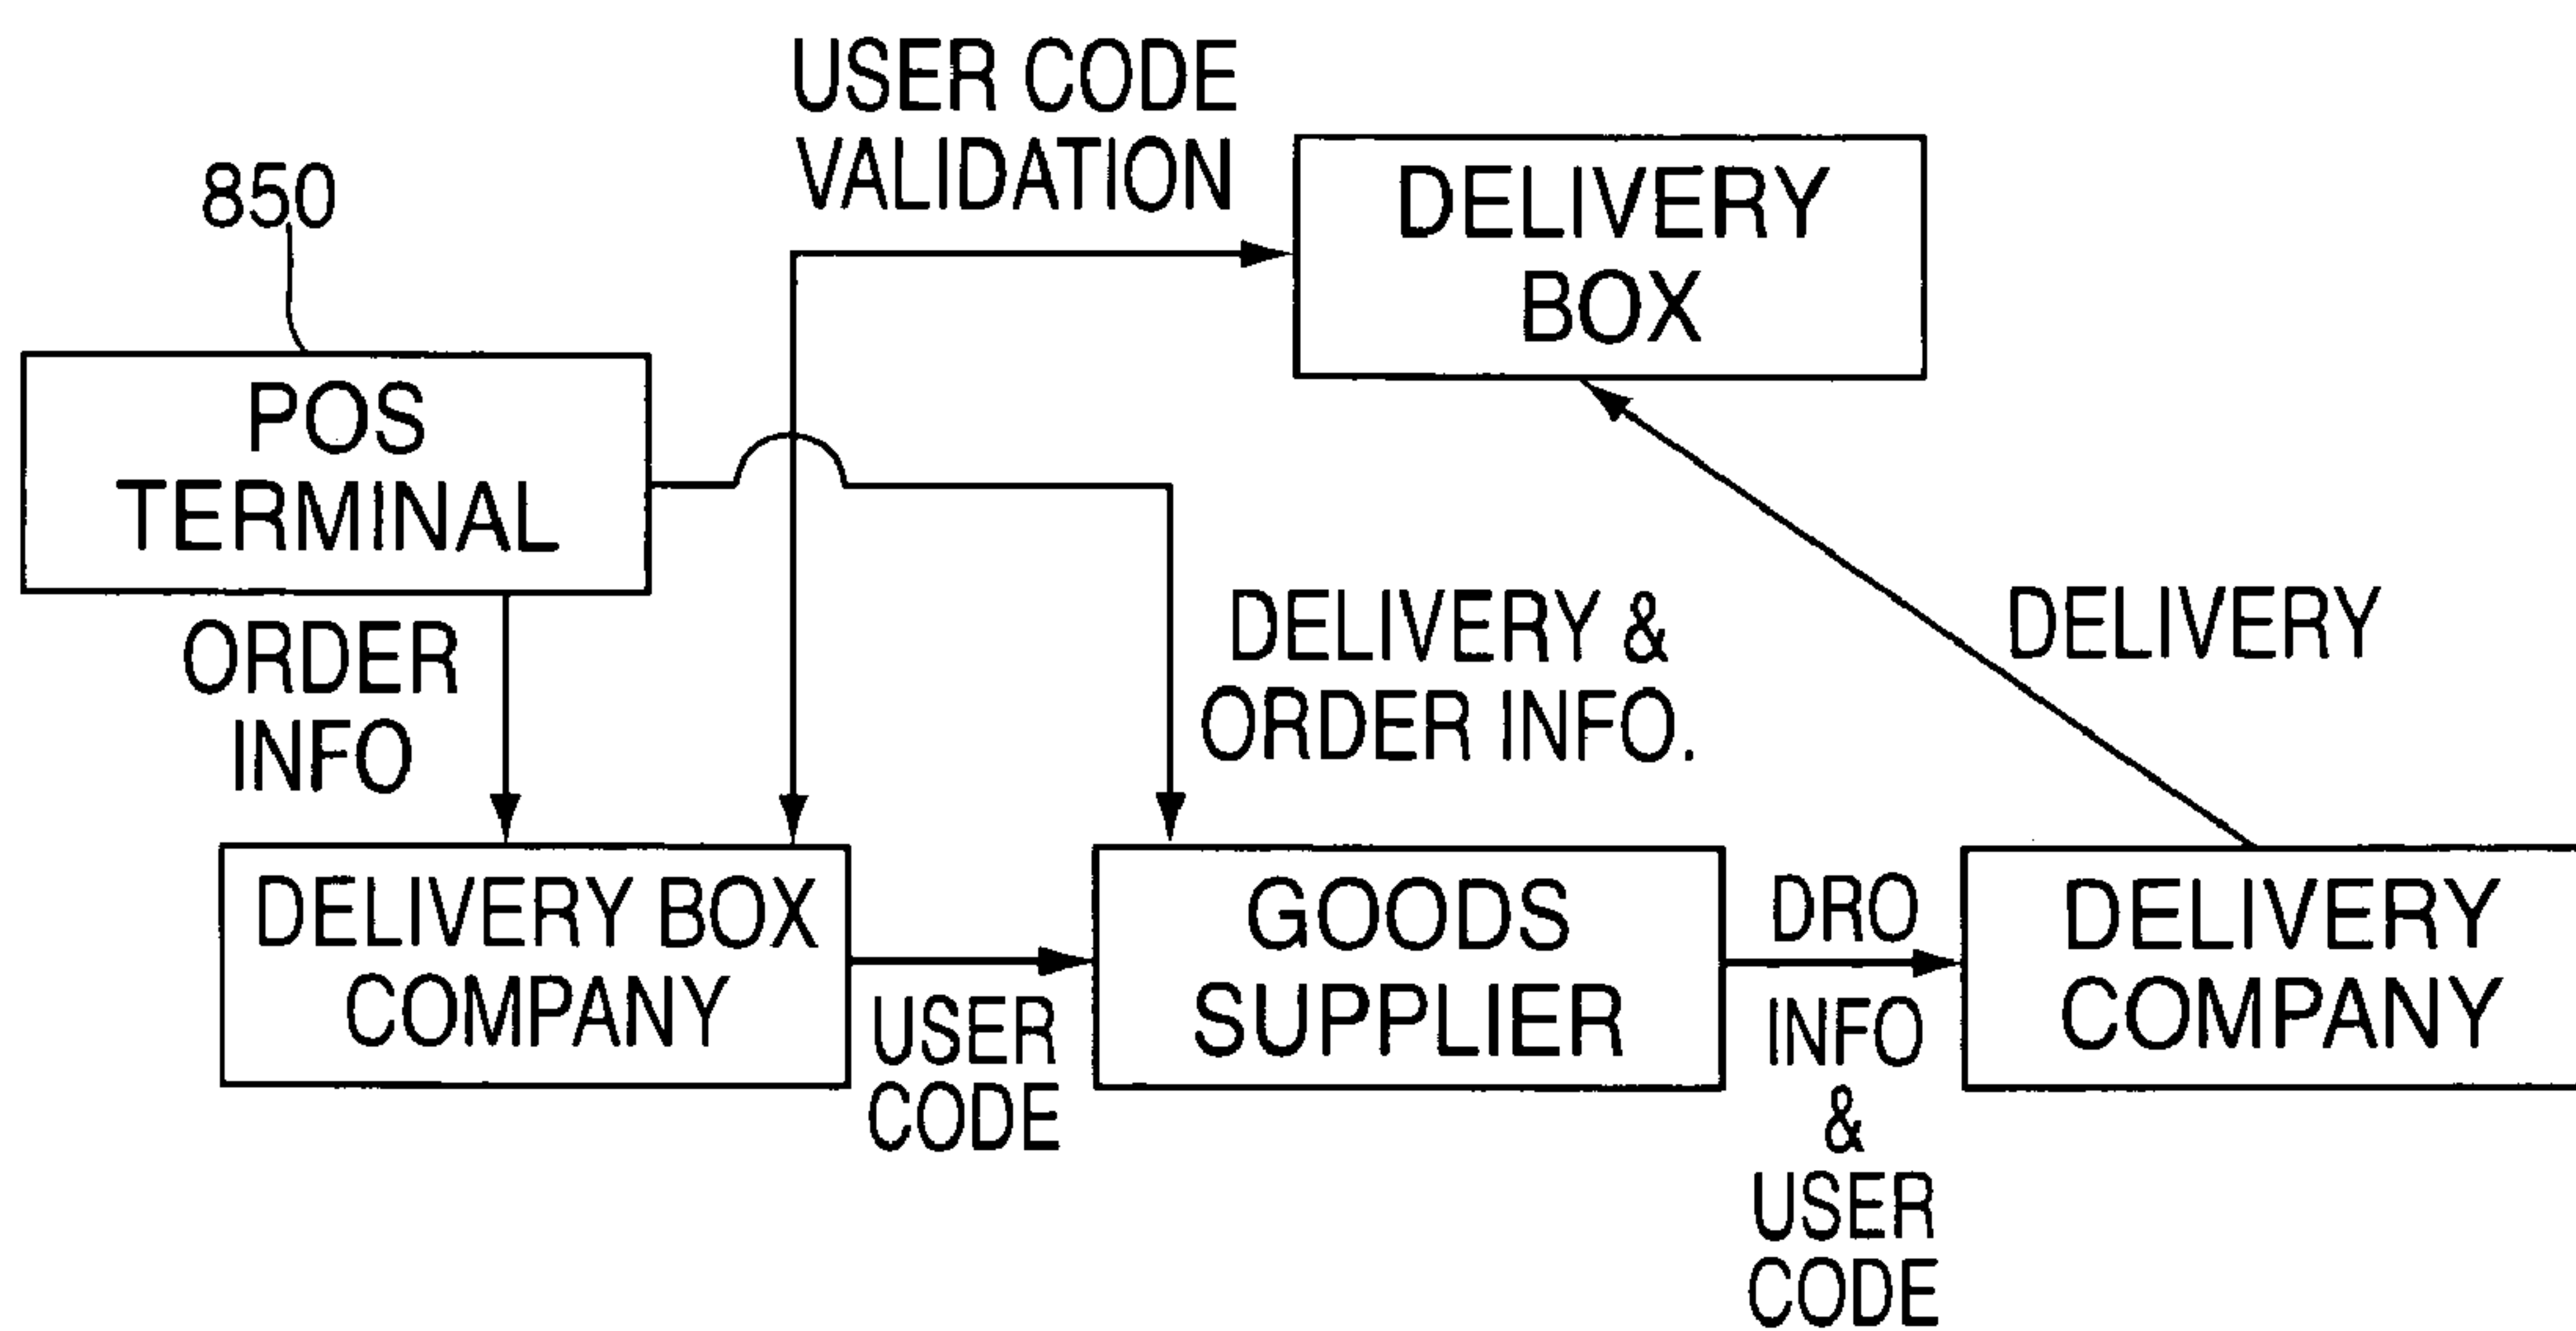 USER CODE
VALIDATION
850
DELIVERY
BOX
POS
TERMINAL
ORDER
INFO
DELIVERY &
ORDER INFO.
DELIVERY
DELIVERY BOX
COMPANY
USER
CODE
GOODS
SUPPLIER
DRO
INFO
&
USER
CODE
DELIVERY
COMPANY